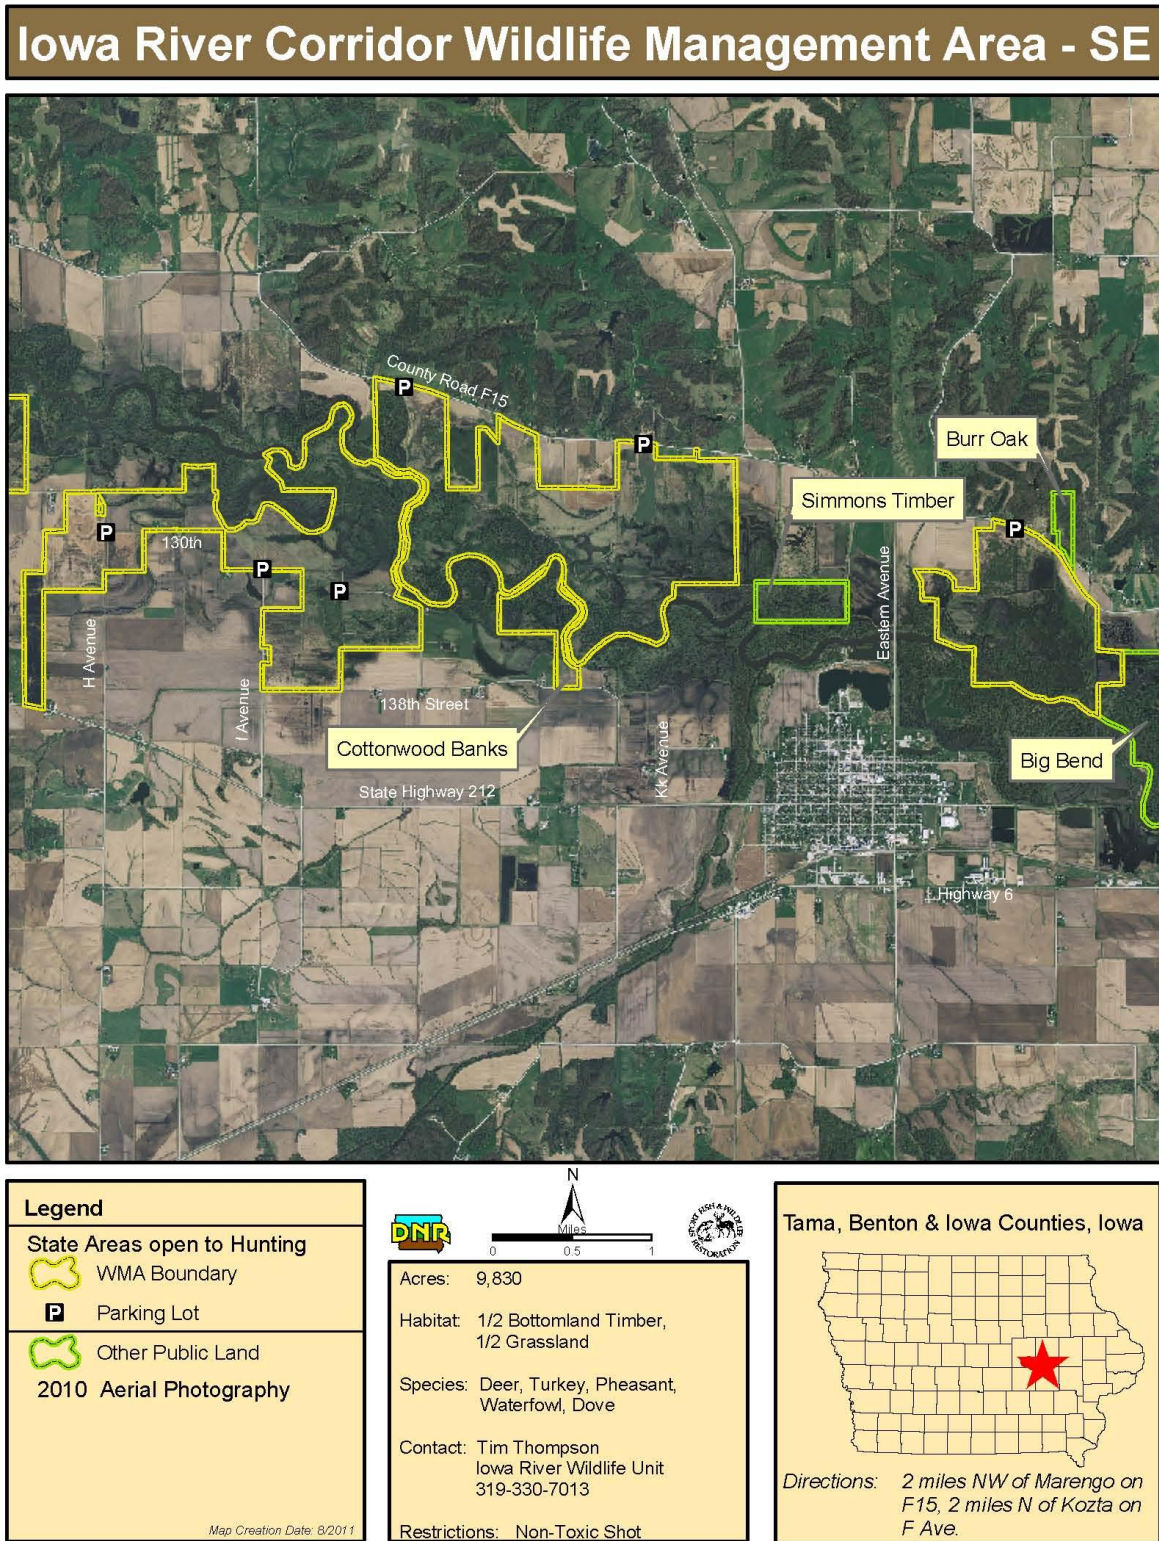 Iowa River Corridor Wildlife Management Area - SE
County Road F15
P
P
Burr Oak
Simmons Timber
P
P
130th
P
P
H Avenue
I Avenue
Eastern Avenue
138th Street
Cottonwood Banks
Kk Avenue
Big Bend
State Highway 212
Highway 6
Legend
State Areas open to Hunting
WMA Boundary
P Parking Lot
Other Public Land
2010 Aerial Photography
Map Creation Date: 8/2011
N
DNR
Miles
0 0.5 1
SPORT FISH & WILDLIFE
RESTORATION
Acres: 9,830
Habitat: 1/2 Bottomland Timber,
1/2 Grassland
Species: Deer, Turkey, Pheasant,
Waterfowl, Dove
Contact: Tim Thompson
Iowa River Wildlife Unit
319-330-7013
Restrictions: Non-Toxic Shot
Tama, Benton & Iowa Counties, Iowa
Directions: 2 miles NW of Marengo on
F15, 2 miles N of Kozta on
F Ave.